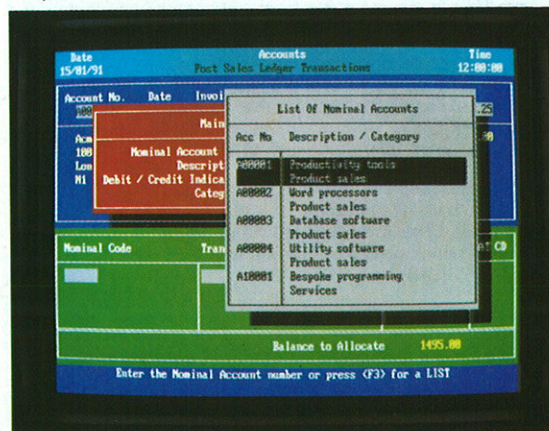 Date Accounts Time
15/01/91 Post Sales Ledger Transactions 12:00:00
Account No. Date Invoi
List Of Nominal Accounts
.25
Main
Acc No Description / Category
Nominal Account
A00001 Productivity tools
Descript
Product sales
N1 Debit / Credit Indica
A00002 Word processors
Categ
Product sales
A00003 Database software
Product sales
Nominal Code Tran
A00004 Utility software
CD
Product sales
A10001 Bespoke programming
Services
Balance to Allocate 1495.00
Enter the Nominal Account number or press <F3> for a LIST